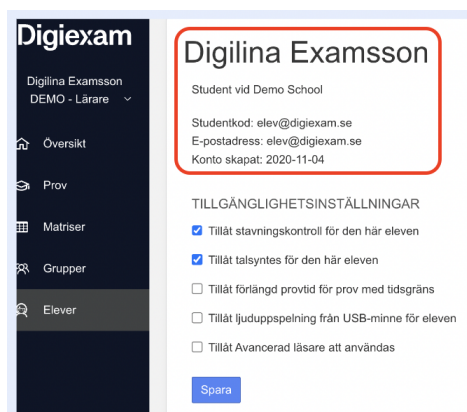 Digiexam
Digilina Examsson
DEMO - Lärare
Översikt
Prov
Matriser
Grupper
Elever
Digilina Examsson
Student vid Demo School
Studentkod: elev@digiexam.se
E-postadress: elev@digiexam.se
Konto skapat: 2020-11-04
TILLGÄNGLIGHETSINSTÄLLNINGAR
Tillåt stavningskontroll för den här eleven
Tillåt talsyntes för den här eleven
Tillåt förlängd provtid för prov med tidsgräns
Tillåt ljuduppspelning från USB-minne för eleven
Tillåt Avancerad läsare att användas
Spara